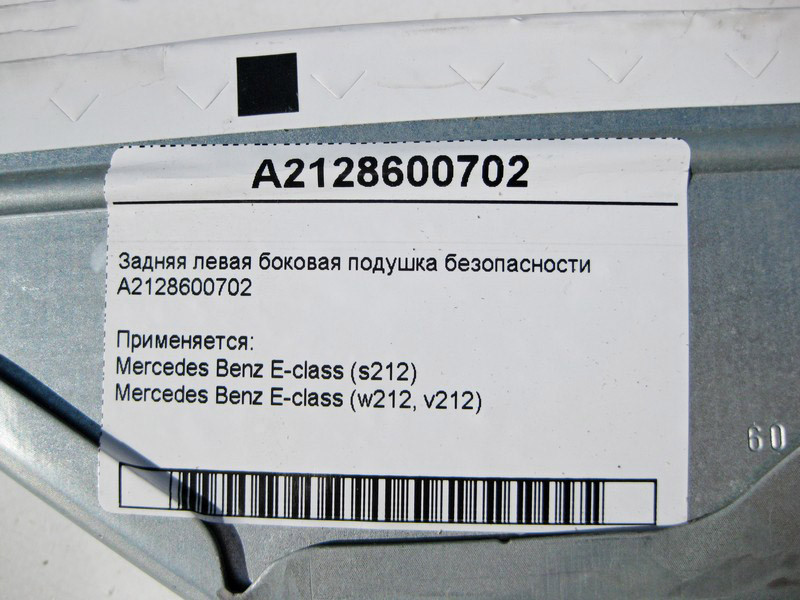 A2128600702
Задняя левая боковая подушка безопасности
A2128600702
Применяется:
Mercedes Benz E-class (s212)
Mercedes Benz E-class (w212, v212)
60